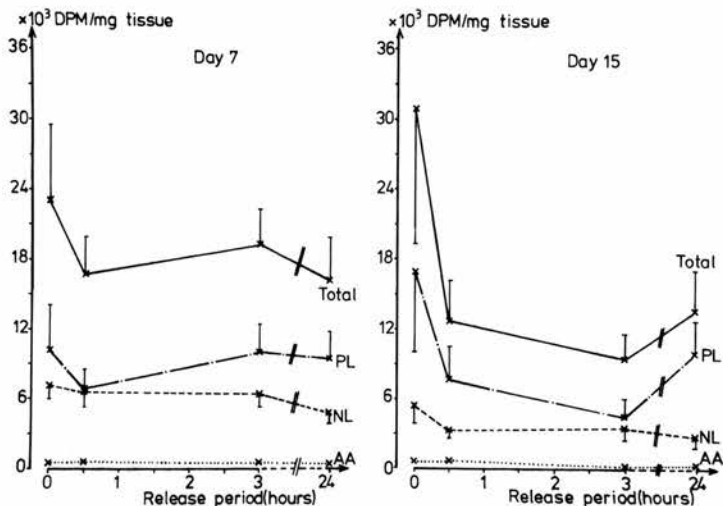 ×10³ DPM/mg tissue
Day 7
36
30
24
18
12
6
0
Total
PL
NL
AA
0 1 2 3 24
Release period(hours)
×10³ DPM/mg tissue
Day 15
36
30
24
18
12
6
0
Total
PL
NL
AA
0 1 2 3 24
Release period(hours)